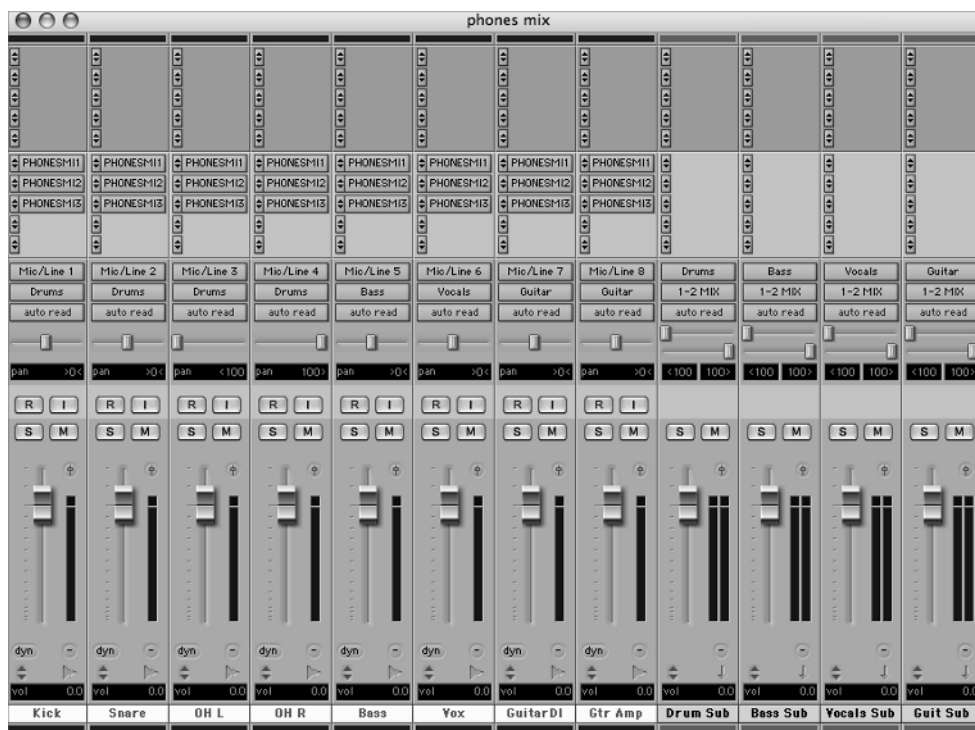 phones mix
PHONESMI1 PHONESMI1 PHONESMI1 PHONESMI1 PHONESMI1 PHONESMI1 PHONESMI1 PHONESMI1
PHONESMI2 PHONESMI2 PHONESMI2 PHONESMI2 PHONESMI2 PHONESMI2 PHONESMI2 PHONESMI2
PHONESMI3 PHONESMI3 PHONESMI3 PHONESMI3 PHONESMI3 PHONESMI3 PHONESMI3 PHONESMI3
Mic/Line 1 Mic/Line 2 Mic/Line 3 Mic/Line 4 Mic/Line 5 Mic/Line 6 Mic/Line 7 Mic/Line 8 Drums Bass Vocals Guitar
Drums Drums Drums Drums Bass Vocals Guitar Guitar 1-2 MIX 1-2 MIX 1-2 MIX 1-2 MIX
auto read auto read auto read auto read auto read auto read auto read auto read auto read auto read auto read auto read
pan >0< pan >0< pan <100 pan 100> pan >0< pan >0< pan >0< pan >0< <100 100> <100 100> <100 100> <100 100>
R I R I R I R I R I R I R I R I
S M S M S M S M S M S M S M S M S M S M S M S M
dyn dyn dyn dyn dyn dyn dyn dyn
vol 0.0 vol 0.0 vol 0.0 vol 0.0 vol 0.0 vol 0.0 vol 0.0 vol 0.0 vol 0.0 vol 0.0 vol 0.0 vol 0.0
Kick Snare OH L OH R Bass Vox GuitarDI Gtr Amp Drum Sub Bass Sub Vocals Sub Guit Sub